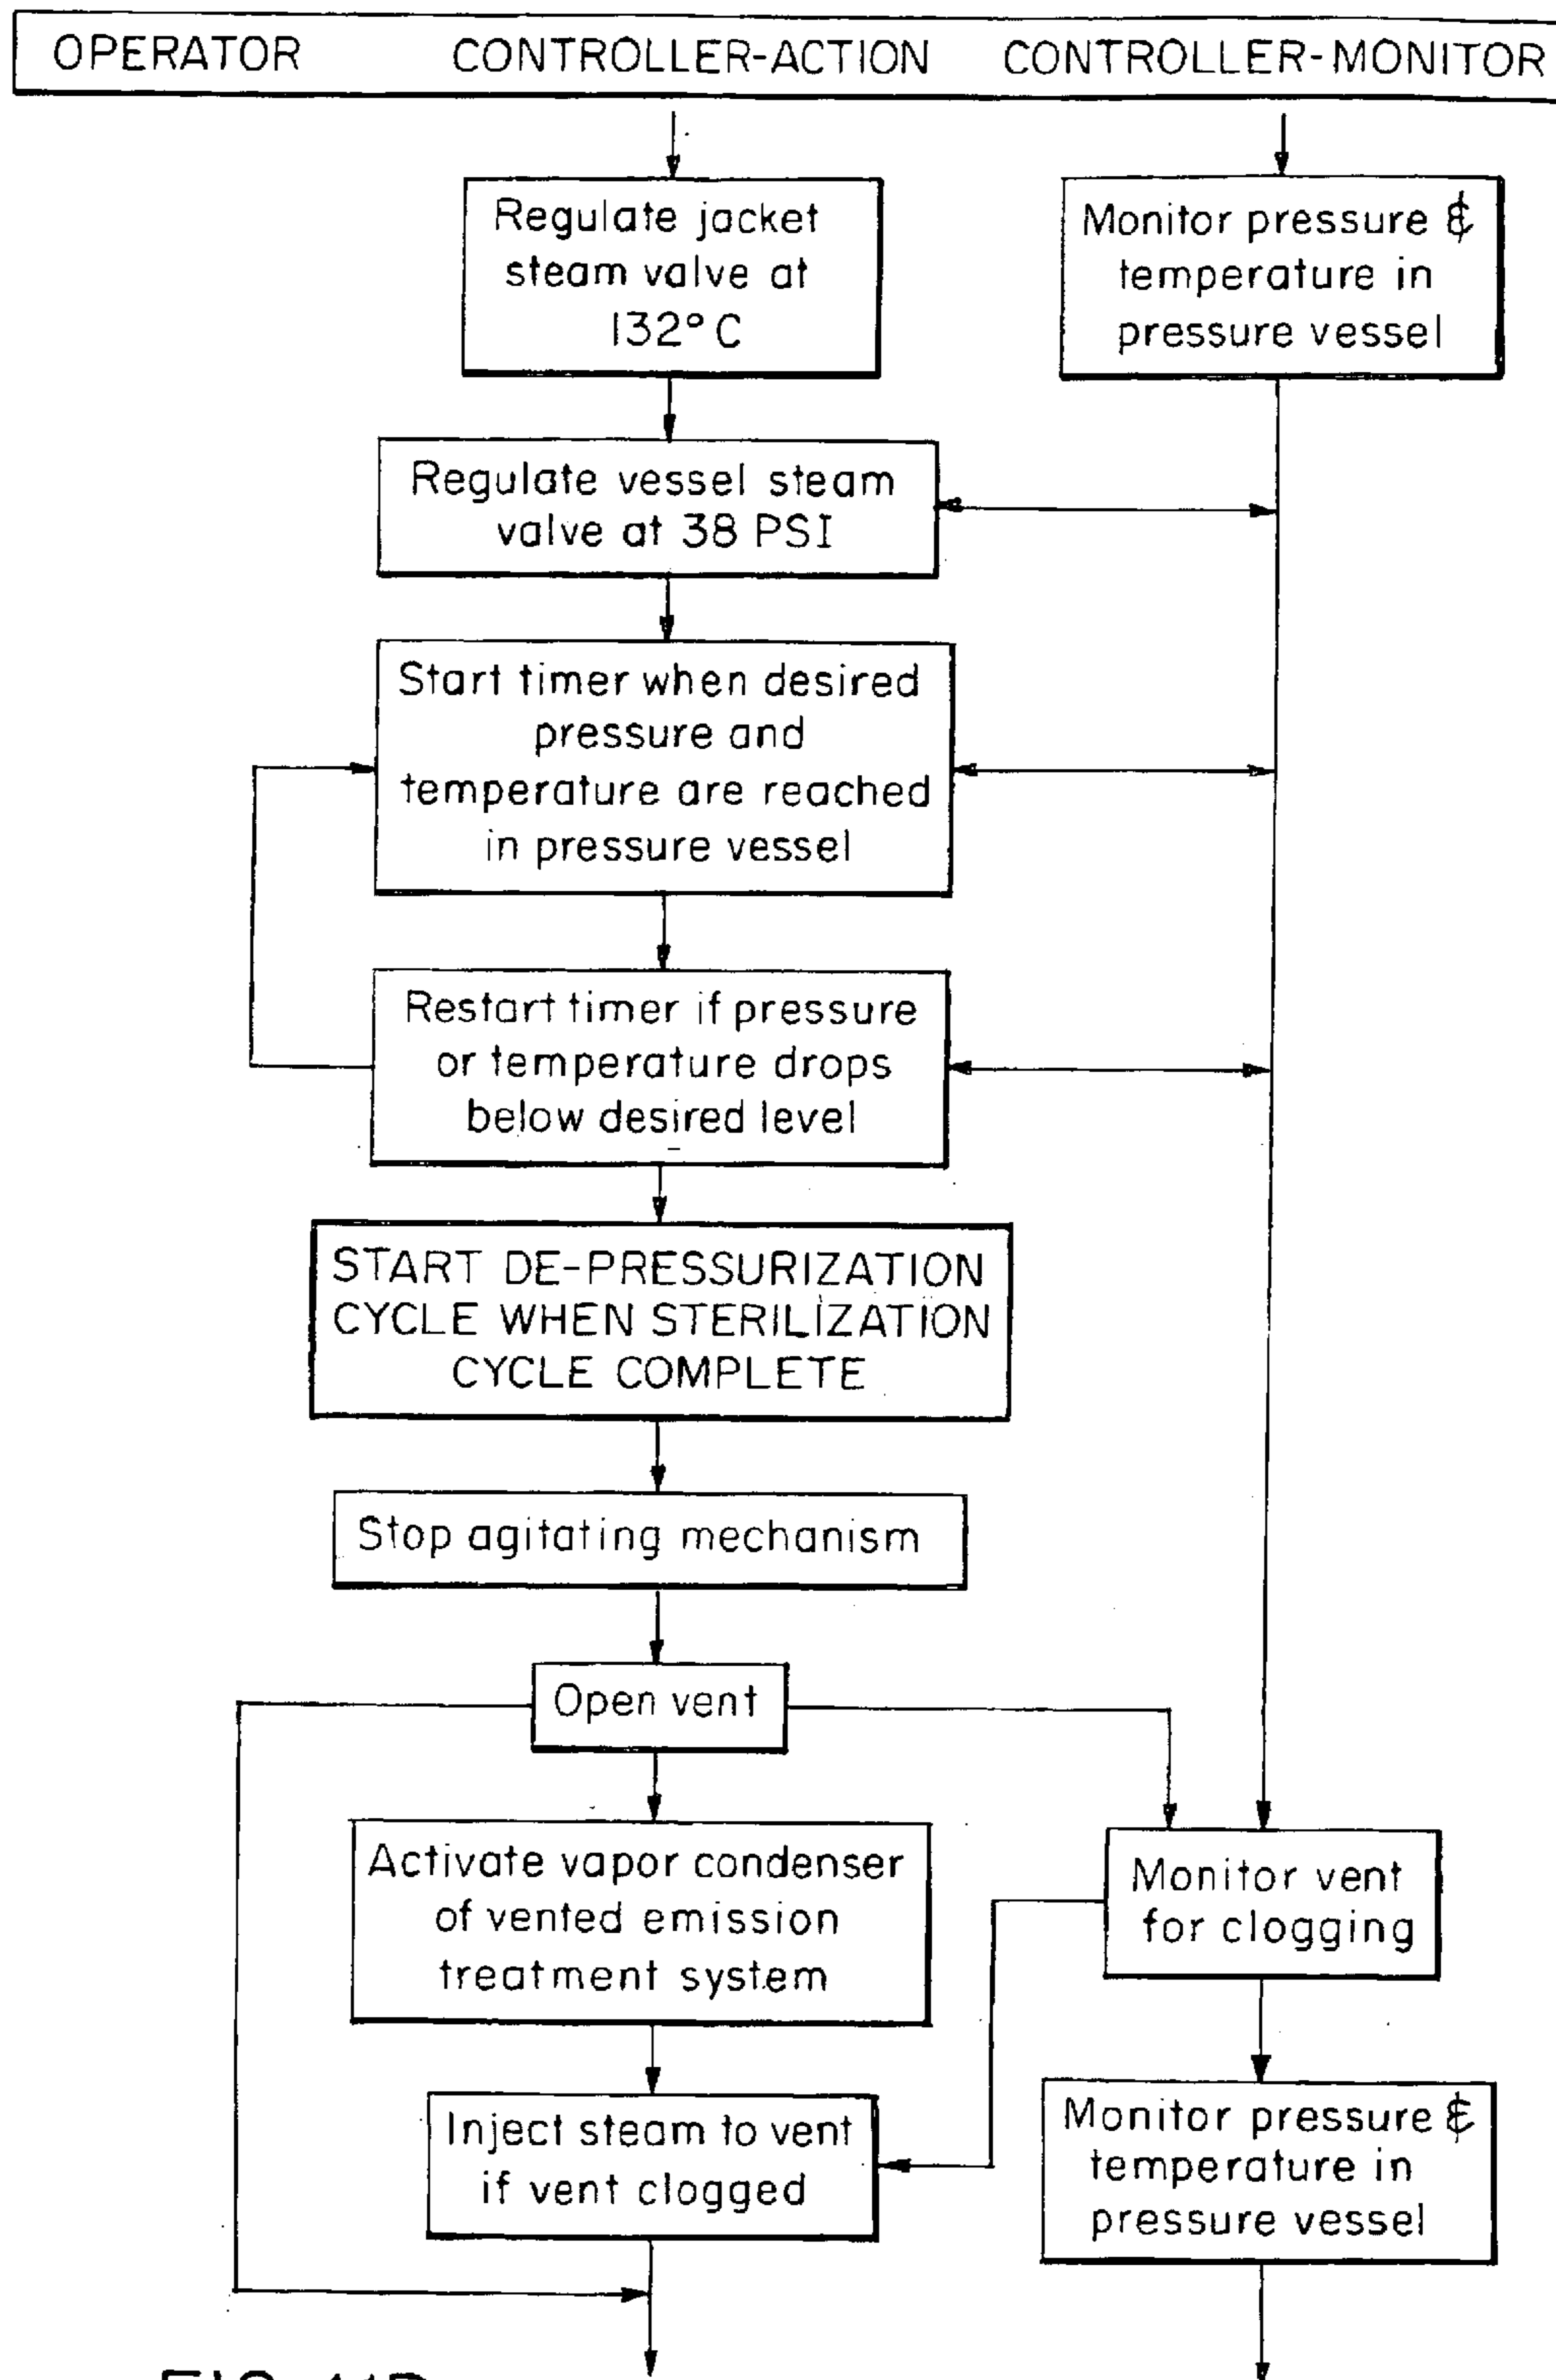 OPERATOR CONTROLLER-ACTION CONTROLLER-MONITOR
Regulate jacket
steam valve at
132°C
Monitor pressure &
temperature in
pressure vessel
Regulate vessel steam
valve at 38 PSI
Start timer when desired
pressure and
temperature are reached
in pressure vessel
Restart timer if pressure
or temperature drops
below desired level
START DE-PRESSURIZATION
CYCLE WHEN STERILIZATION
CYCLE COMPLETE
Stop agitating mechanism
Open vent
Activate vapor condenser
of vented emission
treatment system
Monitor vent
for clogging
Inject steam to vent
if vent clogged
Monitor pressure &
temperature in
pressure vessel